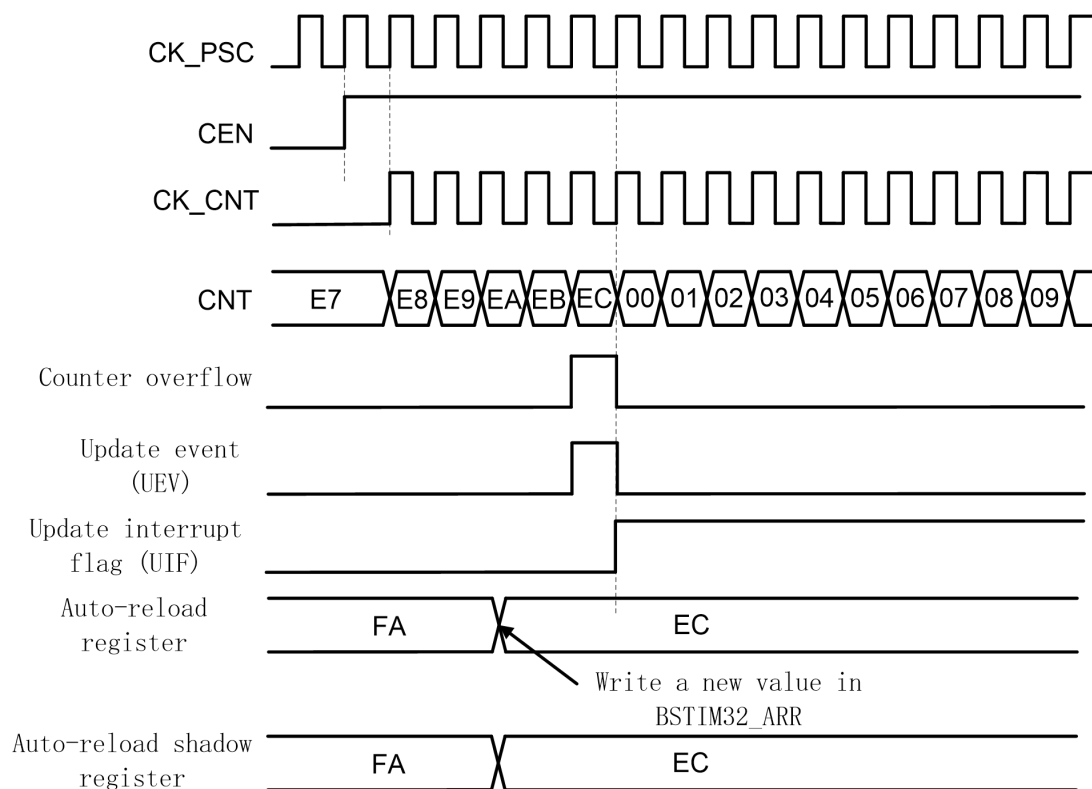 CK_PSC
CEN
CK_CNT
CNT
E7 E8 E9 EA EB EC 00 01 02 03 04 05 06 07 08 09
Counter overflow
Update event
(UEV)
Update interrupt
flag (UIF)
Auto-reload
register
FA EC
Write a new value in
BSTIM32_ARR
Auto-reload shadow
register
FA EC